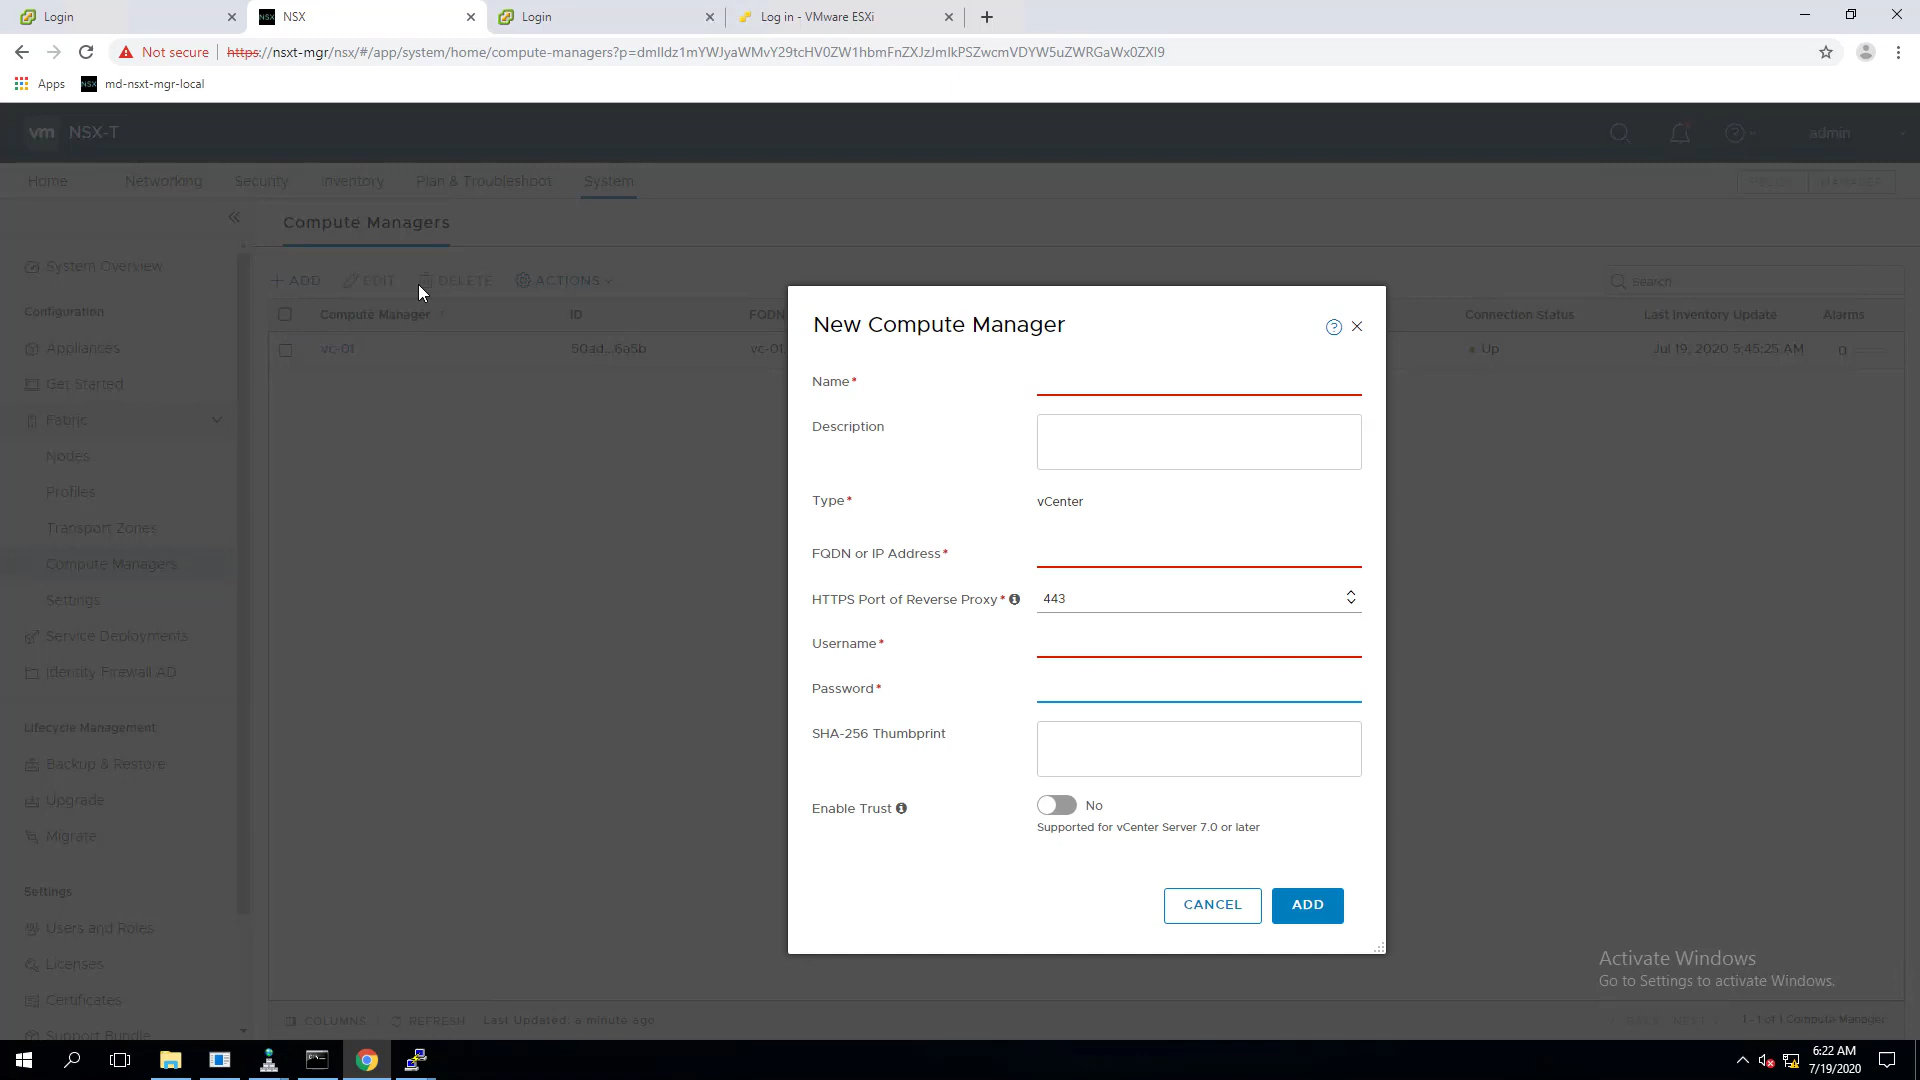 Login
NSX
Login
Log in - VMware ESXi
Not secure
https://nsxt-mgr/nsx/#/app/system/home/compute-managers?p=dmlldz1mYWJyaWMvY29tcHV0ZW1hbmFnZXJzJmlkPSZwcmVDYW5uZWRGaWx0ZXI9
Apps
NSX md-nsxt-mgr-local
vm NSX-T
admin
Home Networking Security Inventory Plan & Troubleshoot System
POLICY MANAGER
Compute Managers
System Overview
Configuration
Appliances
Get Started
Fabric
Nodes
Profiles
Transport Zones
Compute Managers
Settings
Service Deployments
Identity Firewall AD
Lifecycle Management
Backup & Restore
Upgrade
Migrate
Settings
Users and Roles
Licenses
Certificates
Support Bundle
+ ADD EDIT DELETE ACTIONS
Search
Compute Manager ID FQDN Connection Status Last Inventory Update Alarms
vc-01 50ad...6a5b vc-01. Up Jul 19, 2020 5:45:25 AM 0
New Compute Manager
Name*
Description
Type* vCenter
FQDN or IP Address*
HTTPS Port of Reverse Proxy* 443
Username*
Password*
SHA-256 Thumbprint
Enable Trust No
Supported for vCenter Server 7.0 or later
CANCEL ADD
COLUMNS REFRESH Last Updated: a minute ago
BACK NEXT 1 - 1 of 1 Compute Manager
Activate Windows
Go to Settings to activate Windows.
6:22 AM
7/19/2020